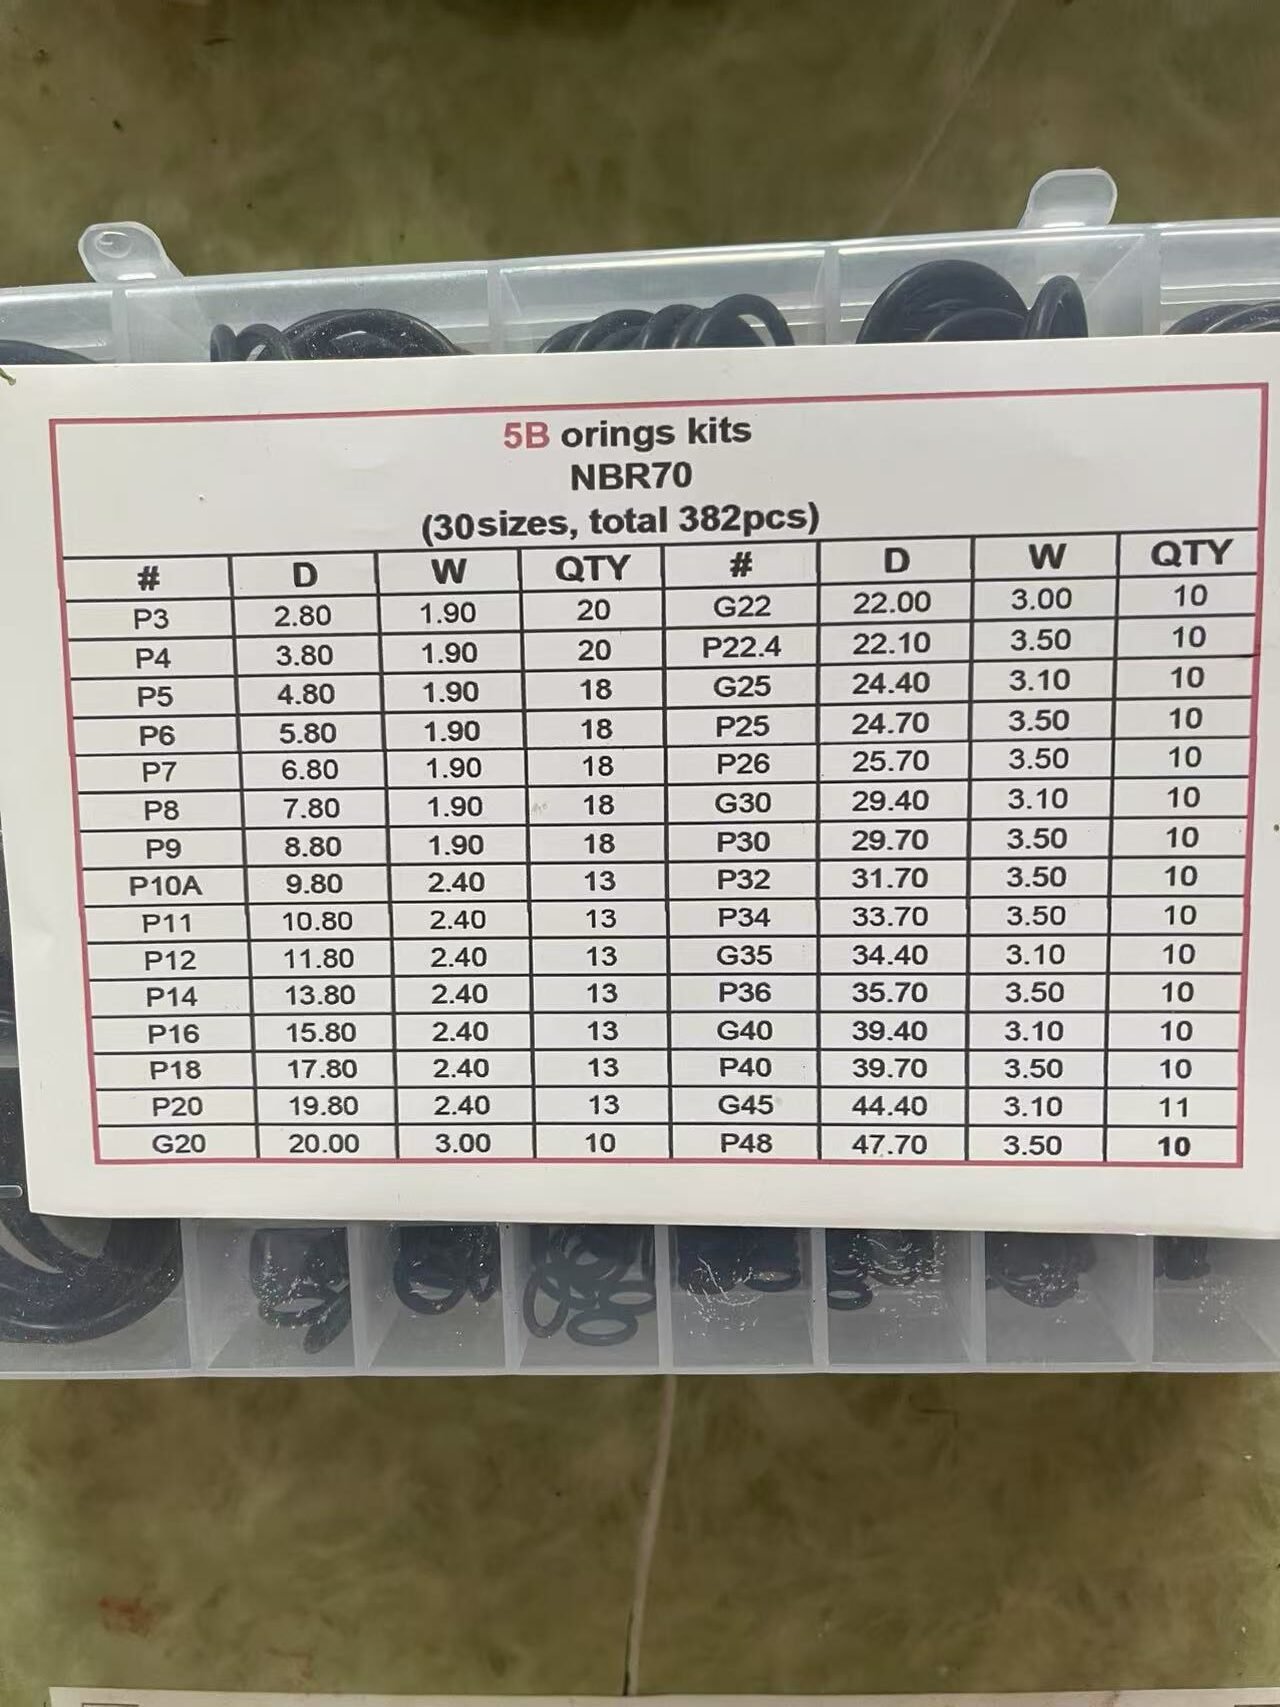 5B orings kits
NBR70
(30sizes, total 382pcs)
# D W QTY # D W QTY
P3 2.80 1.90 20 G22 22.00 3.00 10
P4 3.80 1.90 20 P22.4 22.10 3.50 10
P5 4.80 1.90 18 G25 24.40 3.10 10
P6 5.80 1.90 18 P25 24.70 3.50 10
P7 6.80 1.90 18 P26 25.70 3.50 10
P8 7.80 1.90 18 G30 29.40 3.10 10
P9 8.80 1.90 18 P30 29.70 3.50 10
P10A 9.80 2.40 13 P32 31.70 3.50 10
P11 10.80 2.40 13 P34 33.70 3.50 10
P12 11.80 2.40 13 G35 34.40 3.10 10
P14 13.80 2.40 13 P36 35.70 3.50 10
P16 15.80 2.40 13 G40 39.40 3.10 10
P18 17.80 2.40 13 P40 39.70 3.50 10
P20 19.80 2.40 13 G45 44.40 3.10 11
G20 20.00 3.00 10 P48 47.70 3.50 10